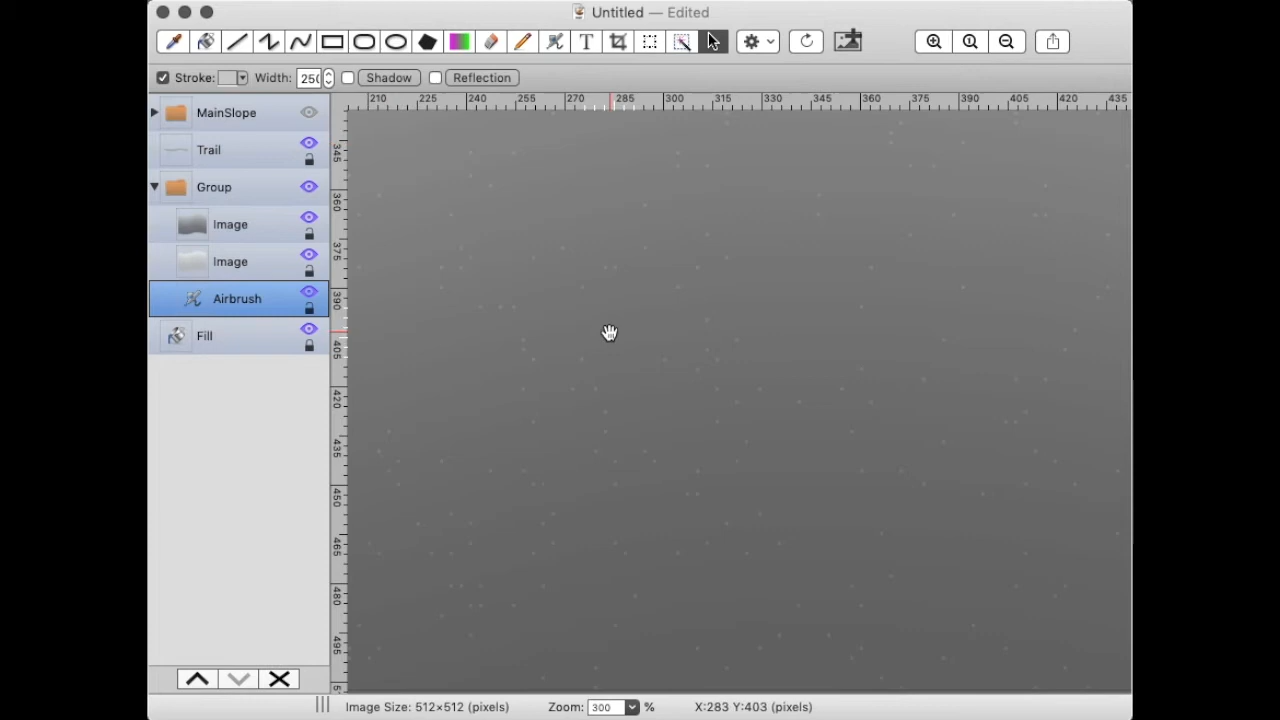 Untitled — Edited
T
Stroke: Width: 250 Shadow Reflection
210 225 240 255 270 285 300 315 330 345 360 375 390 405 420 435
MainSlope
Trail
Group
Image
Image
Airbrush
Fill
345
360
375
390
405
420
435
450
465
480
495
Image Size: 512×512 (pixels) Zoom: 300 % X:283 Y:403 (pixels)